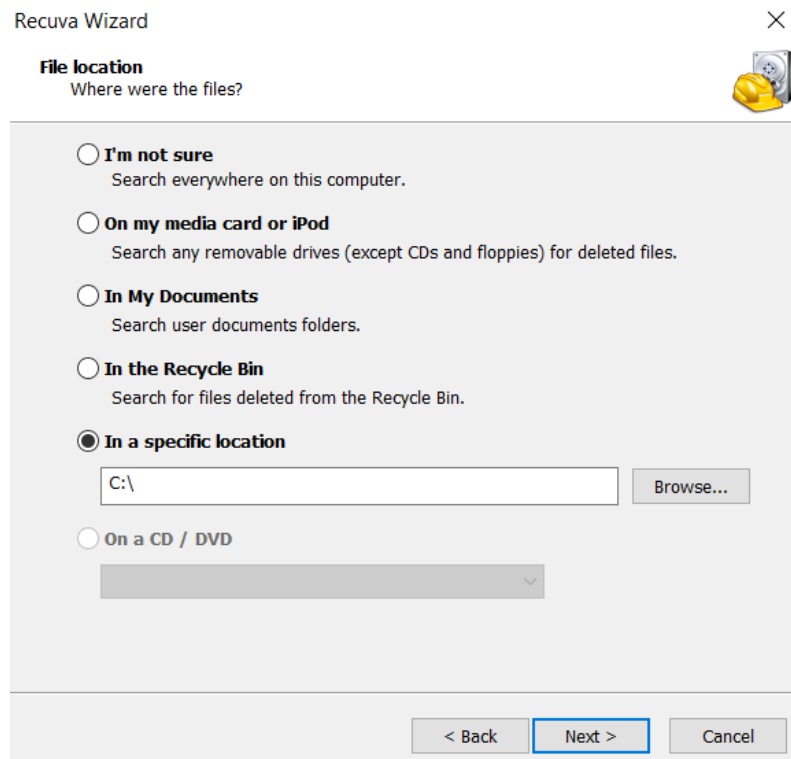 Recuva Wizard
File location
Where were the files?
I'm not sure
Search everywhere on this computer.
On my media card or iPod
Search any removable drives (except CDs and floppies) for deleted files.
In My Documents
Search user documents folders.
In the Recycle Bin
Search for files deleted from the Recycle Bin.
In a specific location
C:\
Browse...
On a CD / DVD
< Back Next > Cancel